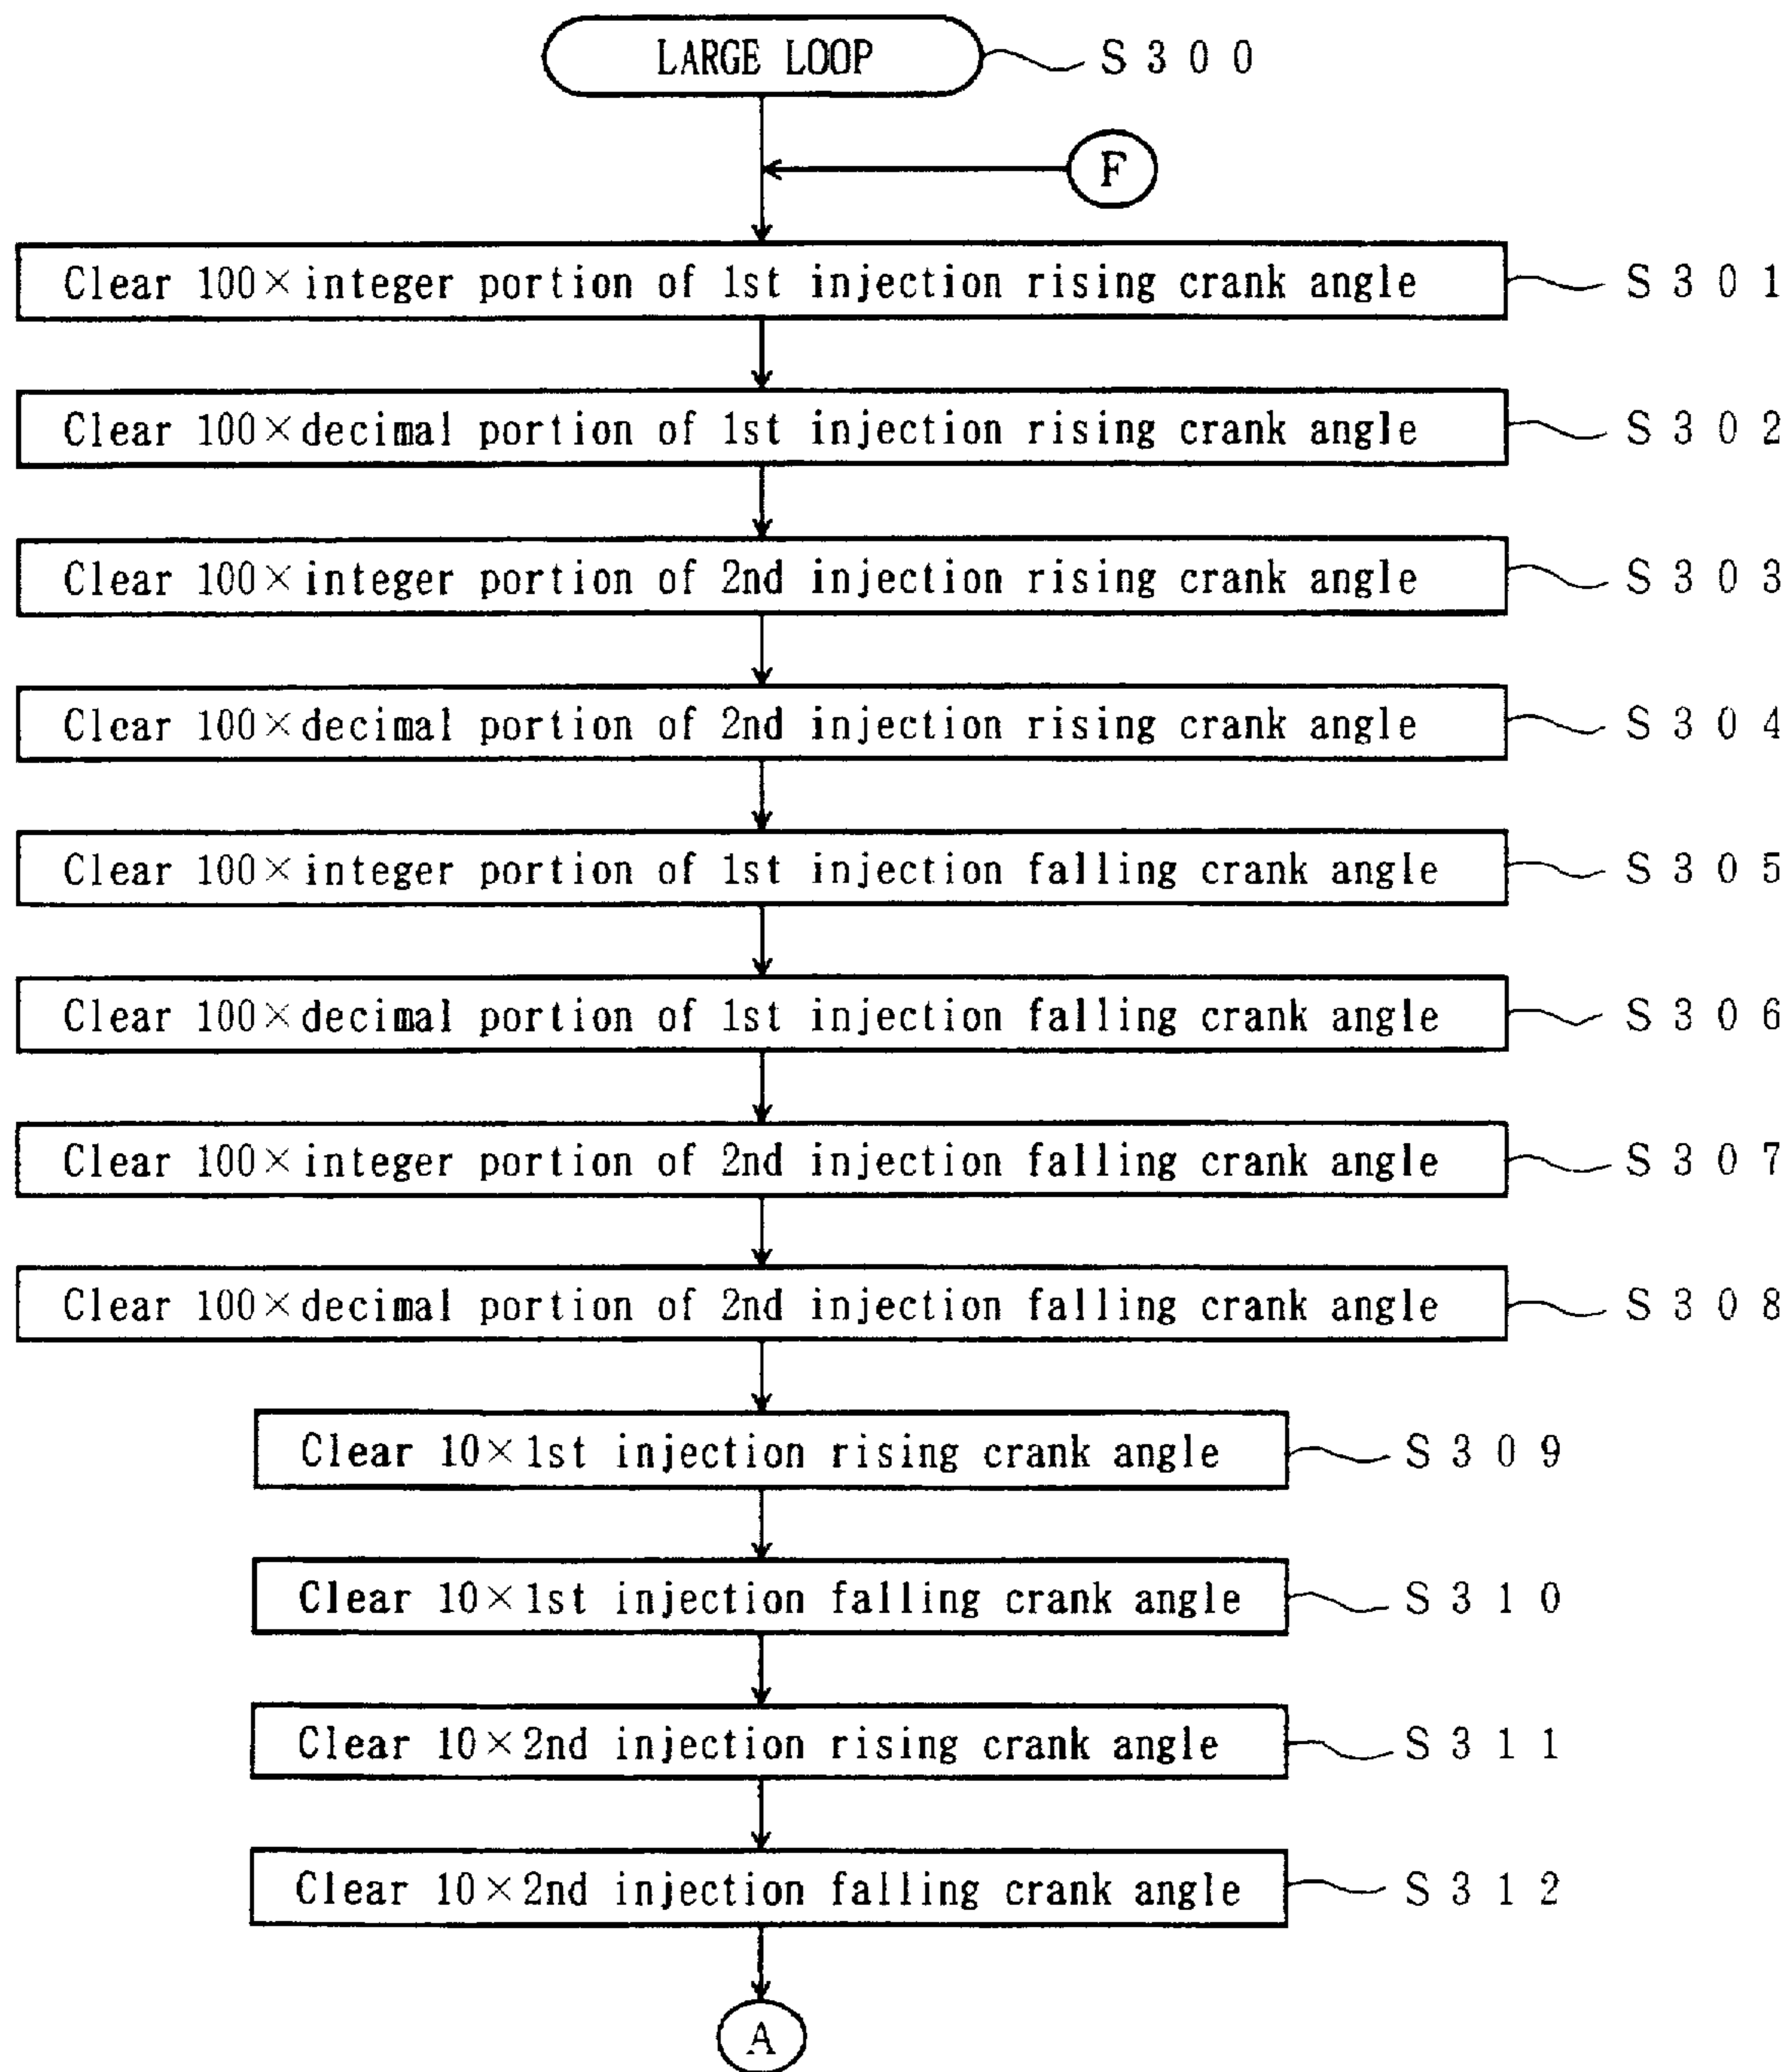 LARGE LOOP S300
F
Clear 100×integer portion of 1st injection rising crank angle S301
Clear 100×decimal portion of 1st injection rising crank angle S302
Clear 100×integer portion of 2nd injection rising crank angle S303
Clear 100×decimal portion of 2nd injection rising crank angle S304
Clear 100×integer portion of 1st injection falling crank angle S305
Clear 100×decimal portion of 1st injection falling crank angle S306
Clear 100×integer portion of 2nd injection falling crank angle S307
Clear 100×decimal portion of 2nd injection falling crank angle S308
Clear 10×1st injection rising crank angle S309
Clear 10×1st injection falling crank angle S310
Clear 10×2nd injection rising crank angle S311
Clear 10×2nd injection falling crank angle S312
A